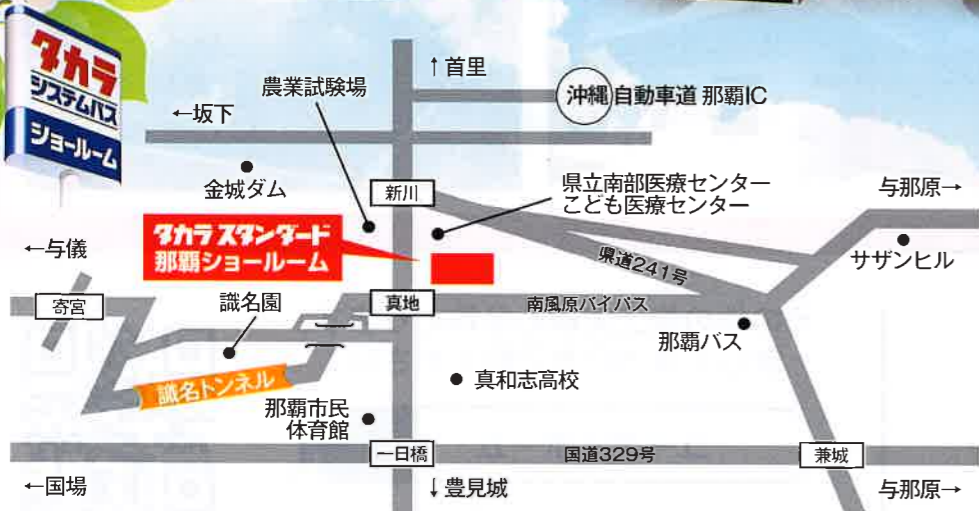 タカラ
システムバス
ショールーム
↑首里
農業試験場
沖縄自動車道 那覇IC
←坂下
金城ダム
新川
県立南部医療センター
こども医療センター
与那原→
タカラスタンダード
那覇ショールーム
←与儀
県道241号
サザンヒル
寄宮
識名園
真地
南風原バイパス
那覇バス
識名トンネル
真和志高校
那覇市民
体育館
一日橋
国道329号
兼城
←国場
↓豊見城
与那原→